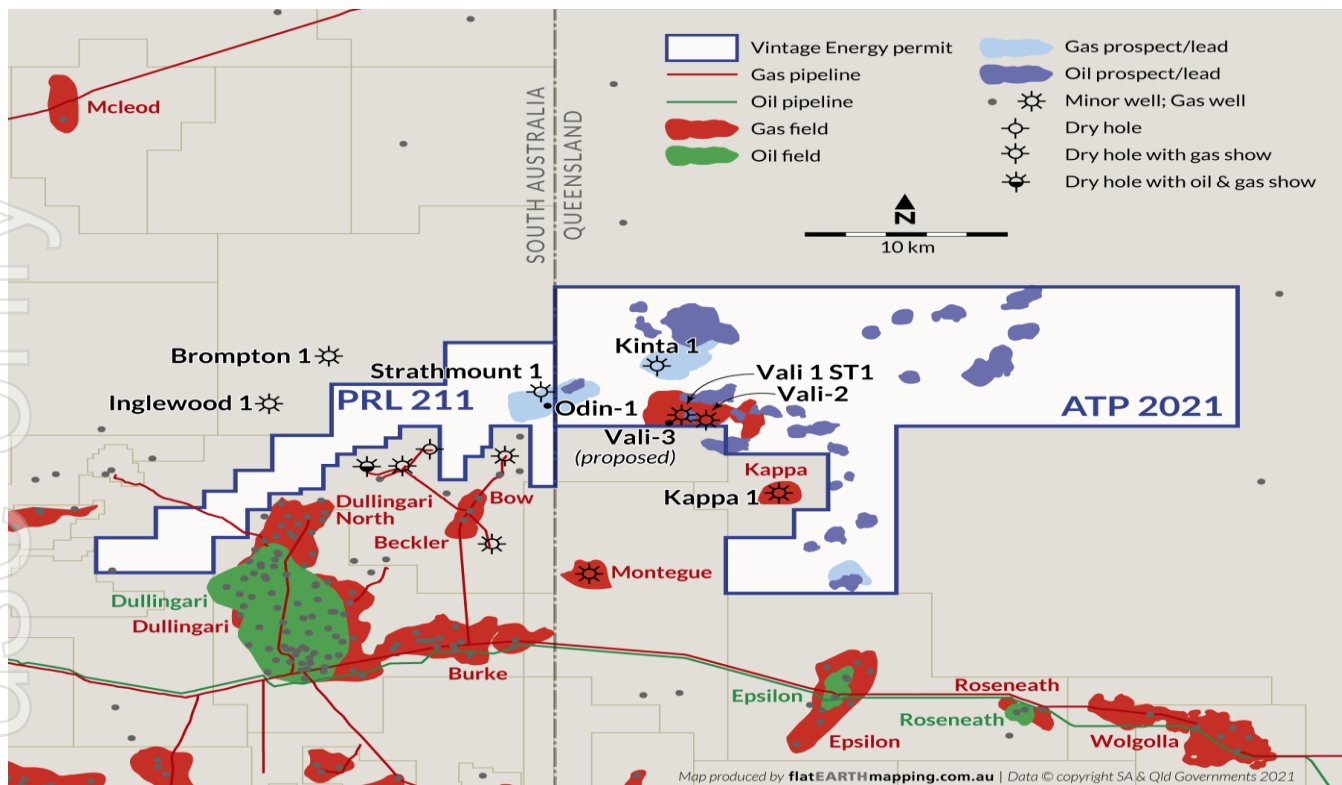 Vintage Energy permit
Gas pipeline
Oil pipeline
Gas field
Oil field
Gas prospect/lead
Oil prospect/lead
Minor well; Gas well
Dry hole
Dry hole with gas show
Dry hole with oil & gas show
N
10 km
SOUTH AUSTRALIA
QUEENSLAND
Mcleod
Brompton 1
Inglewood 1
Strathmount 1
PRL 211
Odin-1
Kinta 1
Vali 1 ST1
Vali-2
Vali-3
(proposed)
ATP 2021
Kappa
Kappa 1
Dullingari
North
Bow
Beckler
Montegue
Dullingari
Dullingari
Burke
Epsilon
Epsilon
Roseneath
Roseneath
Wolgolla
Map produced by flatEARTHmapping.com.au | Data © copyright SA & Qld Governments 2021